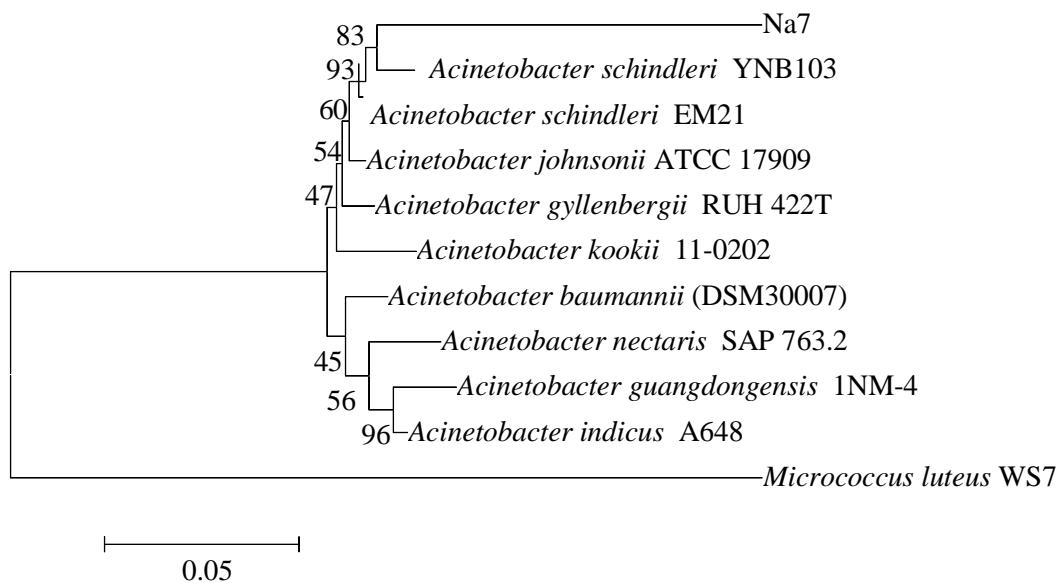 Na7
83
Acinetobacter schindleri YNB103
93
Acinetobacter schindleri EM21
60
Acinetobacter johnsonii ATCC 17909
54
Acinetobacter gyllenbergii RUH 422T
47
Acinetobacter kookii 11-0202
Acinetobacter baumannii (DSM30007)
Acinetobacter nectaris SAP 763.2
45
Acinetobacter guangdongensis 1NM-4
56
Acinetobacter indicus A648
96
Micrococcus luteus WS7
0.05